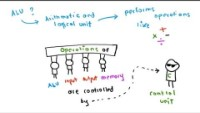 ALU ?
Automatic and logical unit
performs operations
like
+
× -
÷
Operations of
ALU input output memory
are controlled
by
control unit